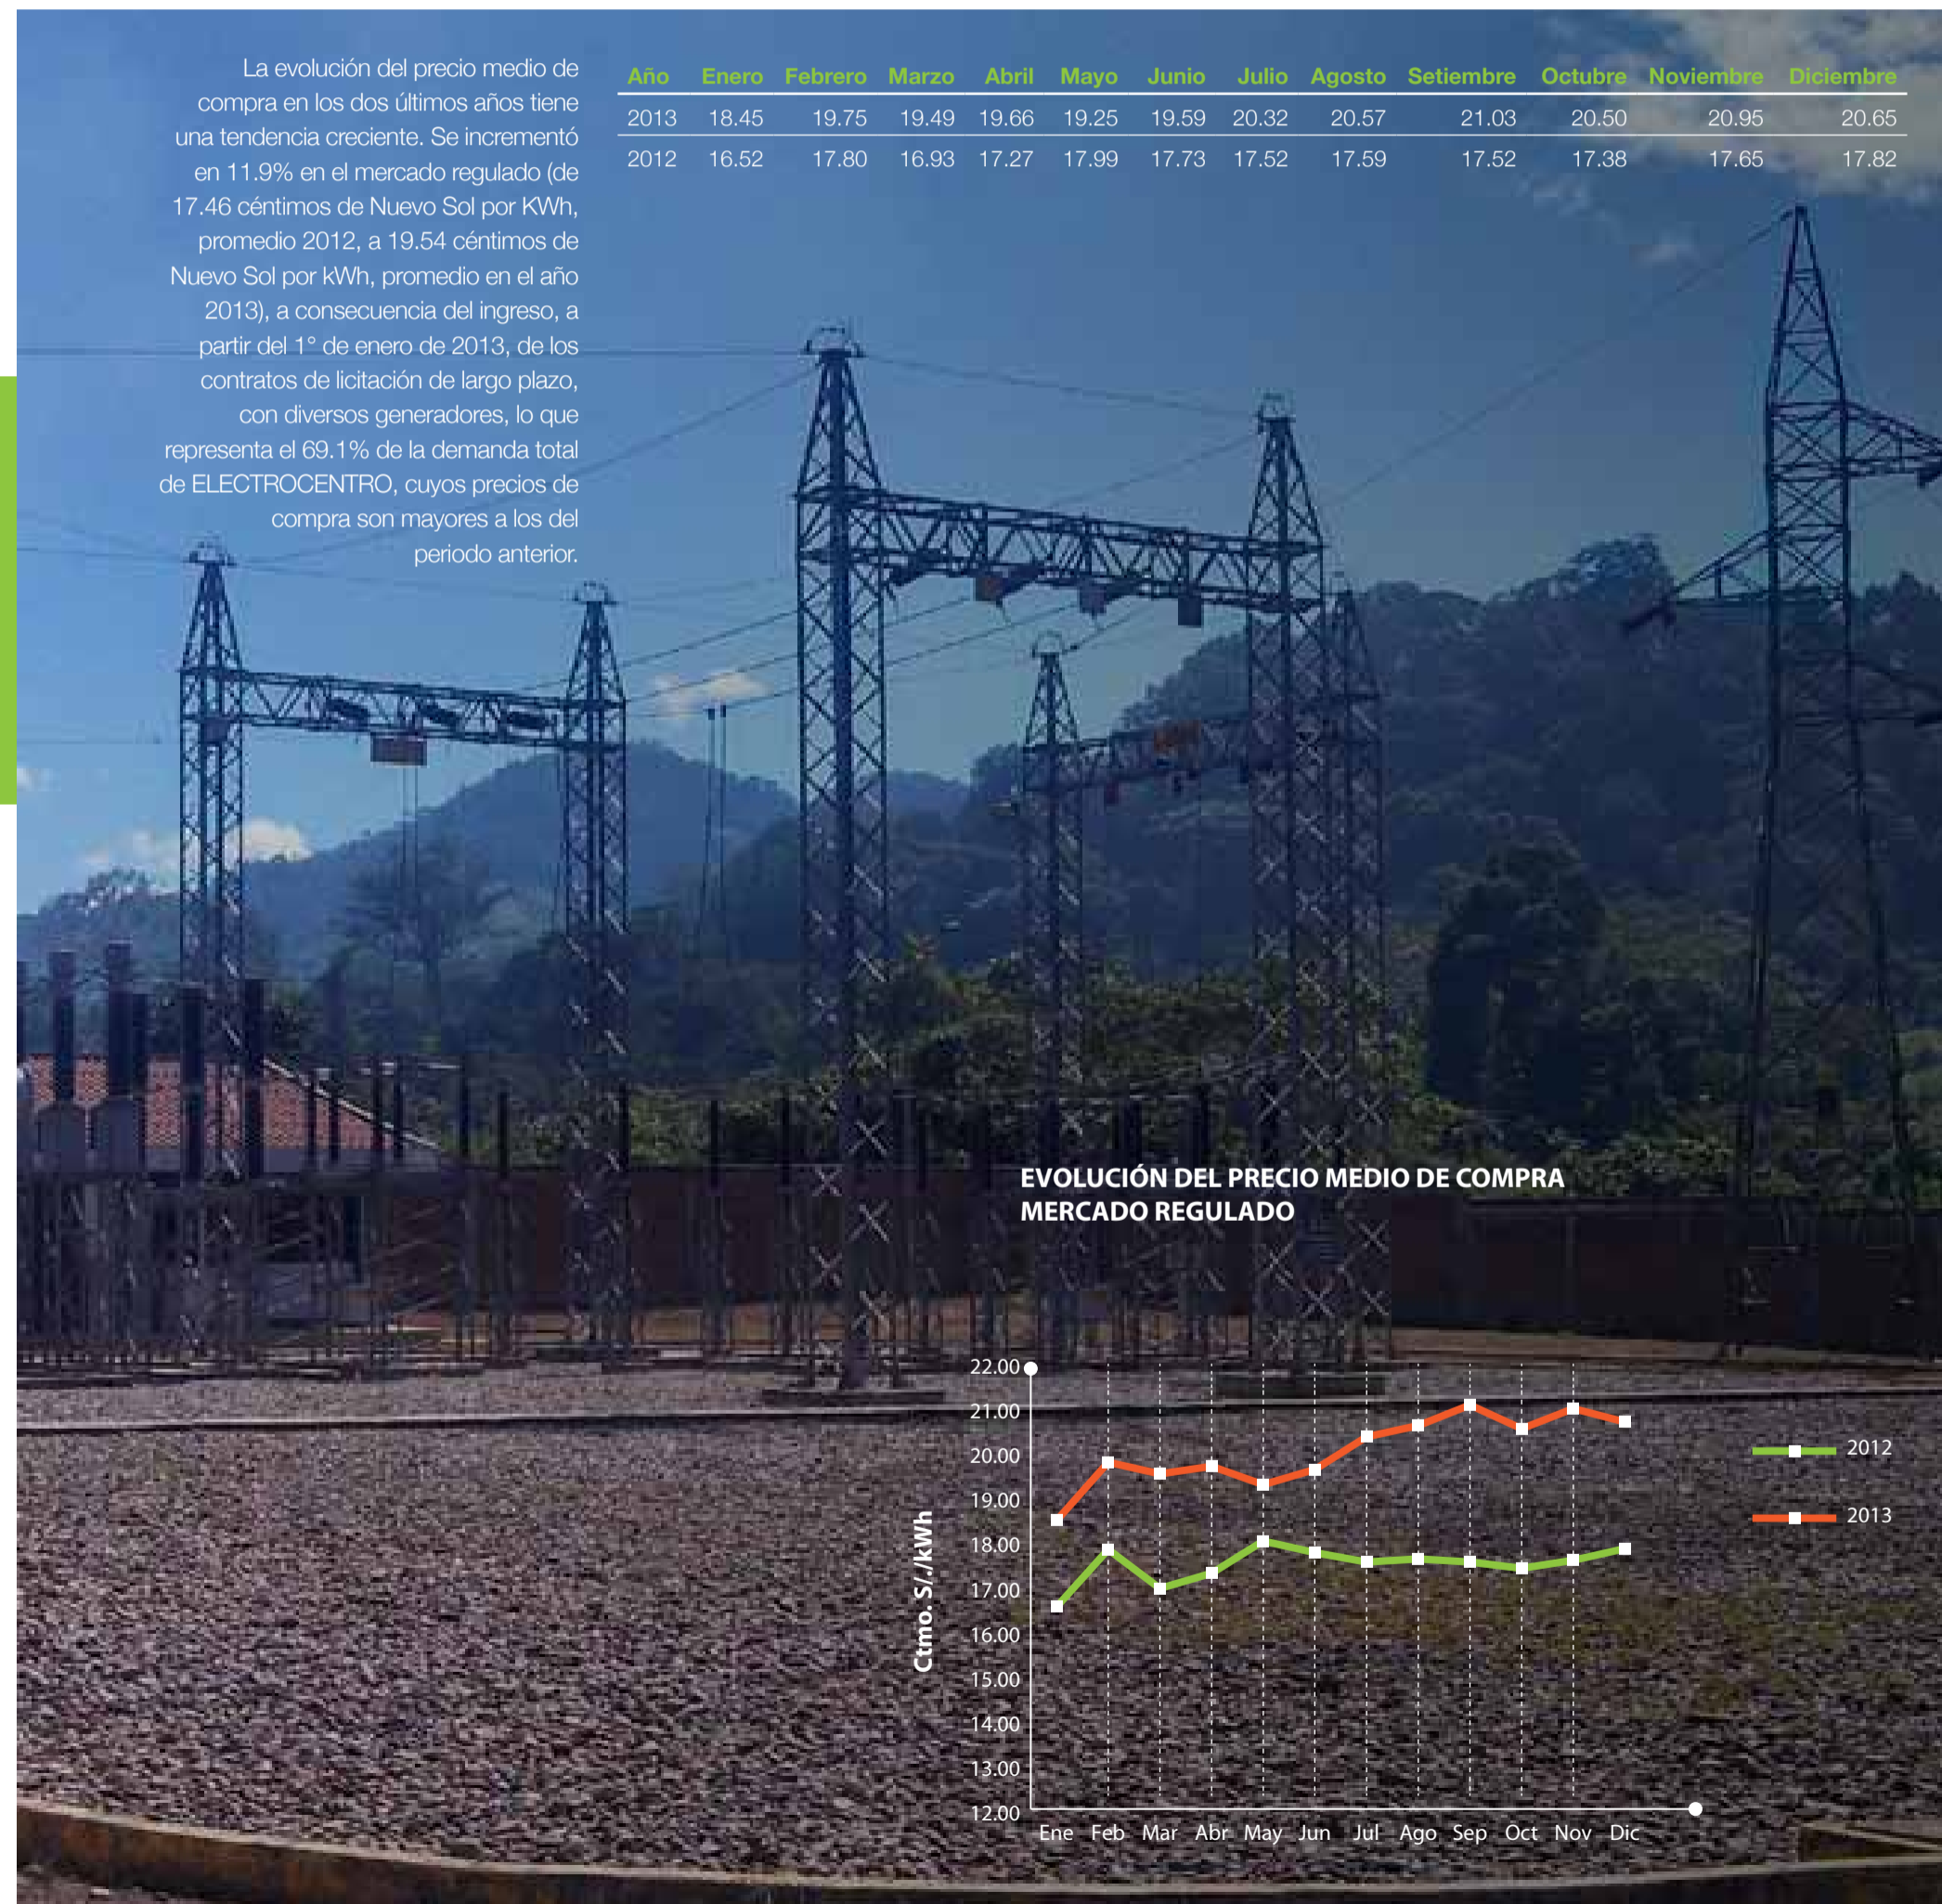 La evolución del precio medio de
compra en los dos últimos años tiene
una tendencia creciente. Se incrementó
en 11.9% en el mercado regulado (de
17.46 céntimos de Nuevo Sol por KWh,
promedio 2012, a 19.54 céntimos de
Nuevo Sol por kWh, promedio en el año
2013), a consecuencia del ingreso, a
partir del 1° de enero de 2013, de los
contratos de licitación de largo plazo,
con diversos generadores, lo que
representa el 69.1% de la demanda total
de ELECTROCENTRO, cuyos precios de
compra son mayores a los del
periodo anterior.
Año Enero Febrero Marzo Abril Mayo Junio Julio Agosto Setiembre Octubre Noviembre Diciembre
2013 18.45 19.75 19.49 19.66 19.25 19.59 20.32 20.57 21.03 20.50 20.95 20.65
2012 16.52 17.80 16.93 17.27 17.99 17.73 17.52 17.59 17.52 17.38 17.65 17.82
EVOLUCIÓN DEL PRECIO MEDIO DE COMPRA
MERCADO REGULADO
Ctmo. S/./kWh
22.00
21.00
20.00
19.00
18.00
17.00
16.00
15.00
14.00
13.00
12.00
Ene Feb Mar Abr May Jun Jul Ago Sep Oct Nov Dic
2012
2013